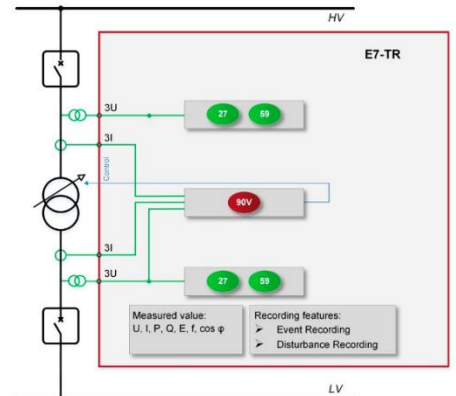 HV
E7-TR
3U
27 59
3I
Control
90V
3I
3U
27 59
Measured value:
U, I, P, Q, E, f, cos φ
Recording features:
➢ Event Recording
➢ Disturbance Recording
LV